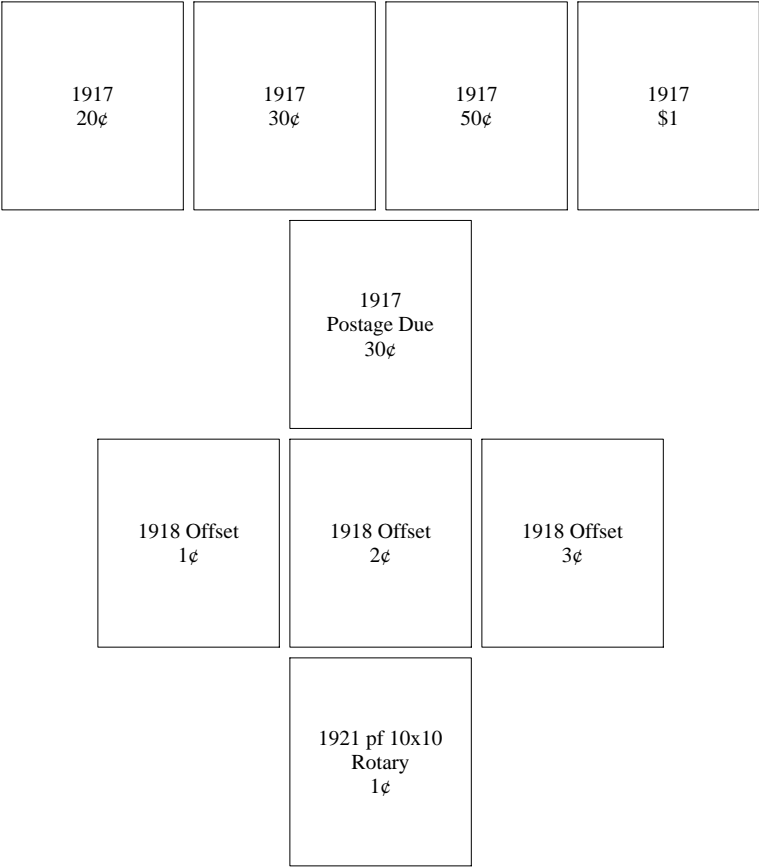 1917
20¢
1917
30¢
1917
50¢
1917
$1
1917
Postage Due
30¢
1918 Offset
1¢
1918 Offset
2¢
1918 Offset
3¢
1921 pf 10x10
Rotary
1¢